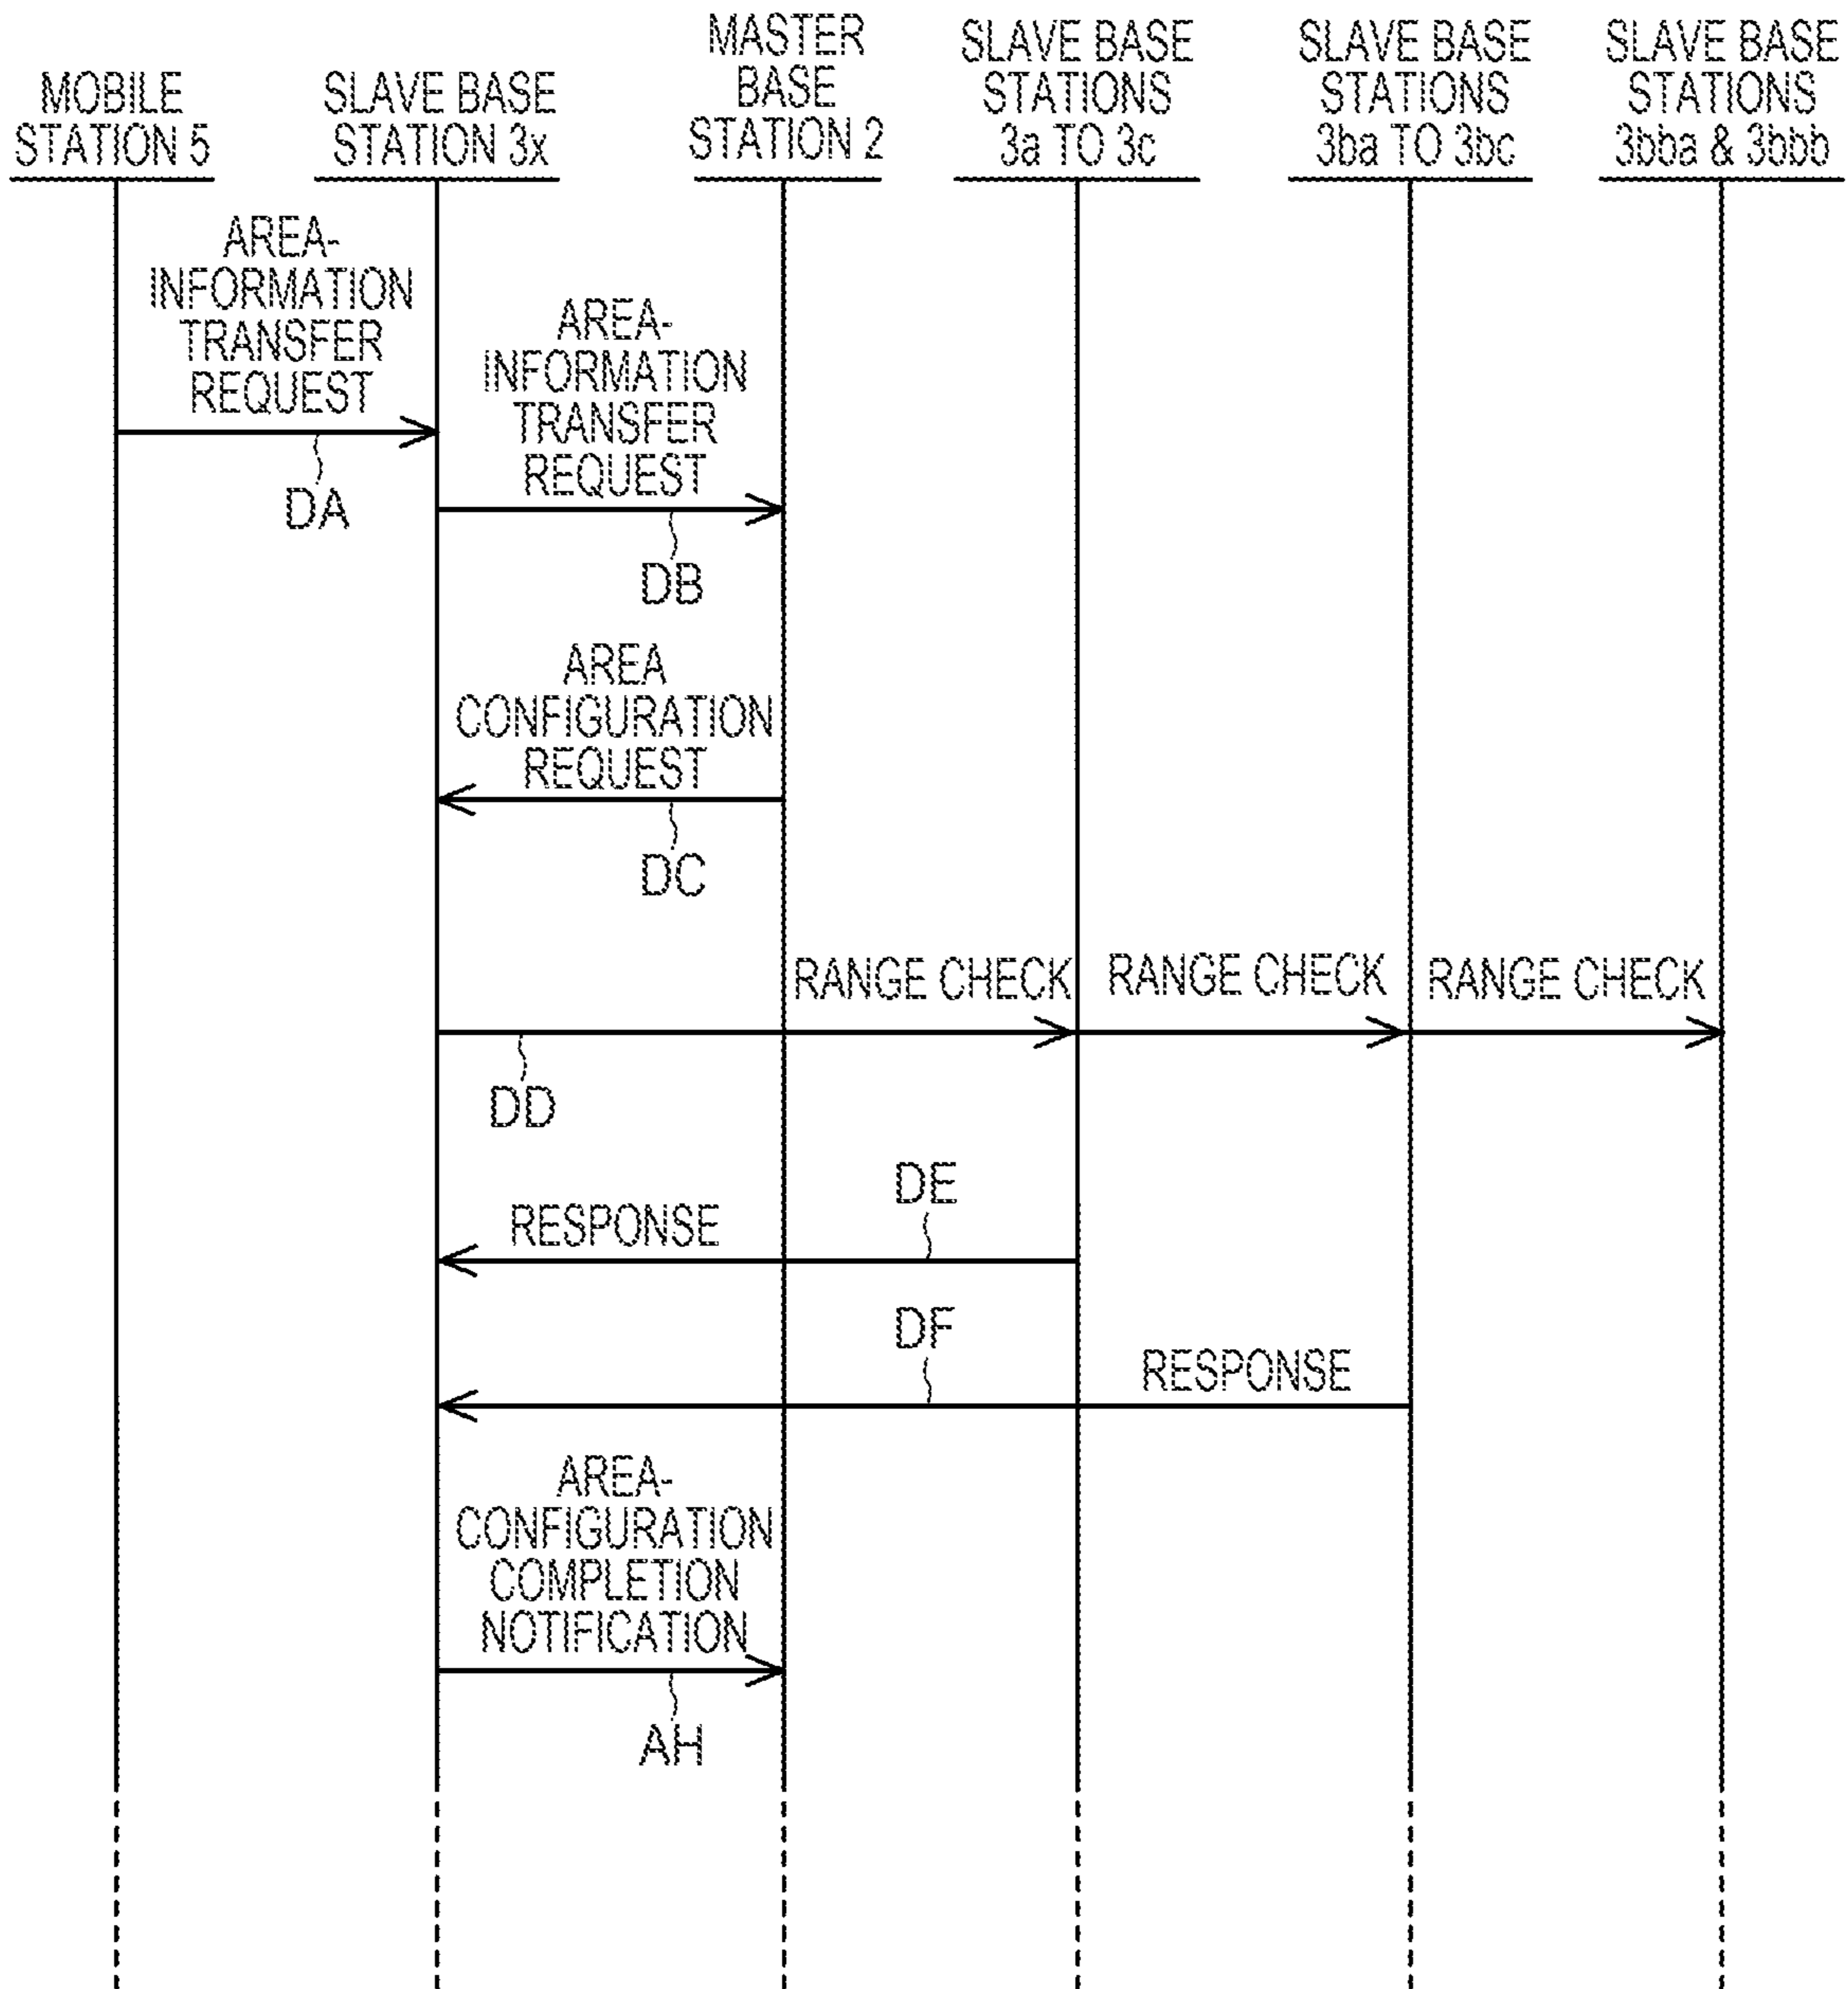 MOBILE
STATION 5
SLAVE BASE
STATION 3x
MASTER
BASE
STATION 2
SLAVE BASE
STATIONS
3a TO 3c
SLAVE BASE
STATIONS
3ba TO 3bc
SLAVE BASE
STATIONS
3bba & 3bbb
AREA-
INFORMATION
TRANSFER
REQUEST
DA
AREA-
INFORMATION
TRANSFER
REQUEST
DB
AREA
CONFIGURATION
REQUEST
DC
RANGE CHECK
RANGE CHECK
RANGE CHECK
DD
DE
RESPONSE
DF
RESPONSE
AREA-
CONFIGURATION
COMPLETION
NOTIFICATION
AH